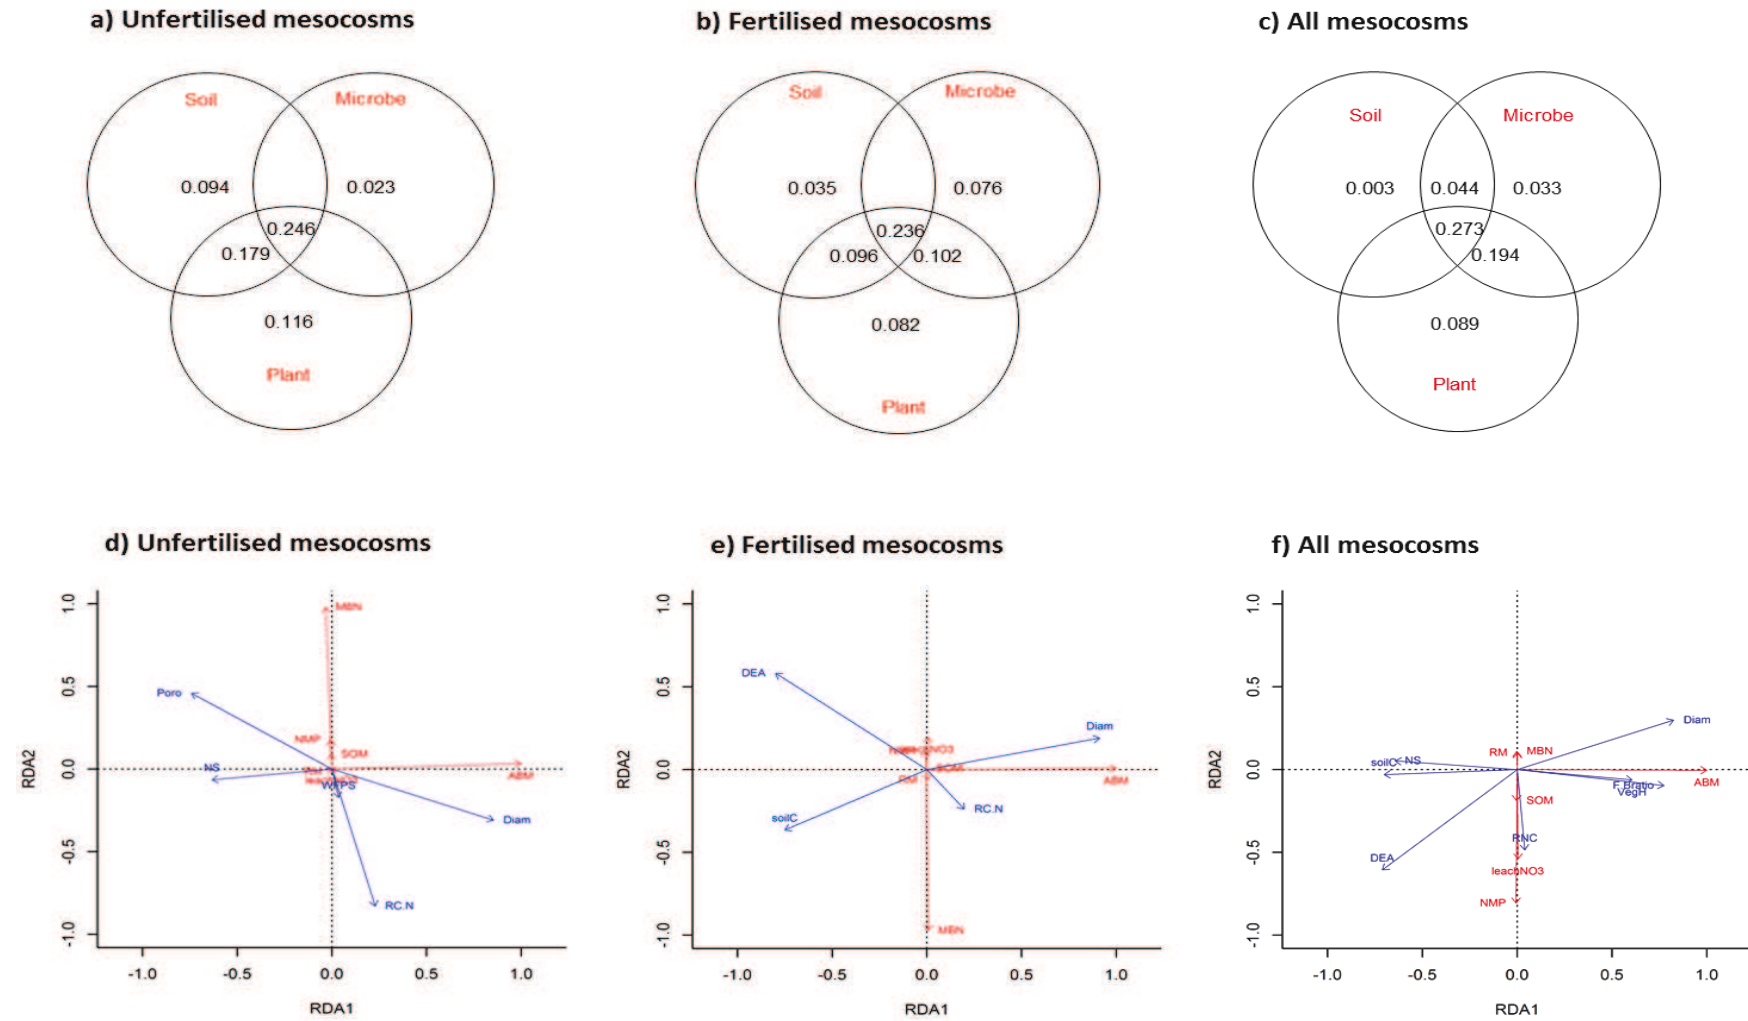 a) Unfertilised mesocosms
b) Fertilised mesocosms
c) All mesocosms
Soil
Microbe
0.094
0.023
0.246
0.179
0.116
Plant
Soil
Microbe
0.035
0.076
0.236
0.096
0.102
0.082
Plant
Soil
Microbe
0.003
0.044
0.033
0.273
0.194
0.089
Plant
d) Unfertilised mesocosms
e) Fertilised mesocosms
f) All mesocosms
RDA2
1.0
0.5
0.0
-0.5
-1.0
MBN
Poro
NMP
SOM
NS
ABM
WFPS
Diam
RC.N
-1.0
-0.5
0.0
0.5
1.0
RDA1
RDA2
1.0
0.5
0.0
-0.5
-1.0
DEA
Diam
SOM
RM
ABM
RC.N
soilC
MBN
-1.0
-0.5
0.0
0.5
1.0
RDA1
RDA2
1.0
0.5
0.0
-0.5
-1.0
Diam
RM
MBN
soilC
NS
ABM
F.Bratio
VegH
SOM
RNC
DEA
leachNO3
NMP
-1.0
-0.5
0.0
0.5
1.0
RDA1